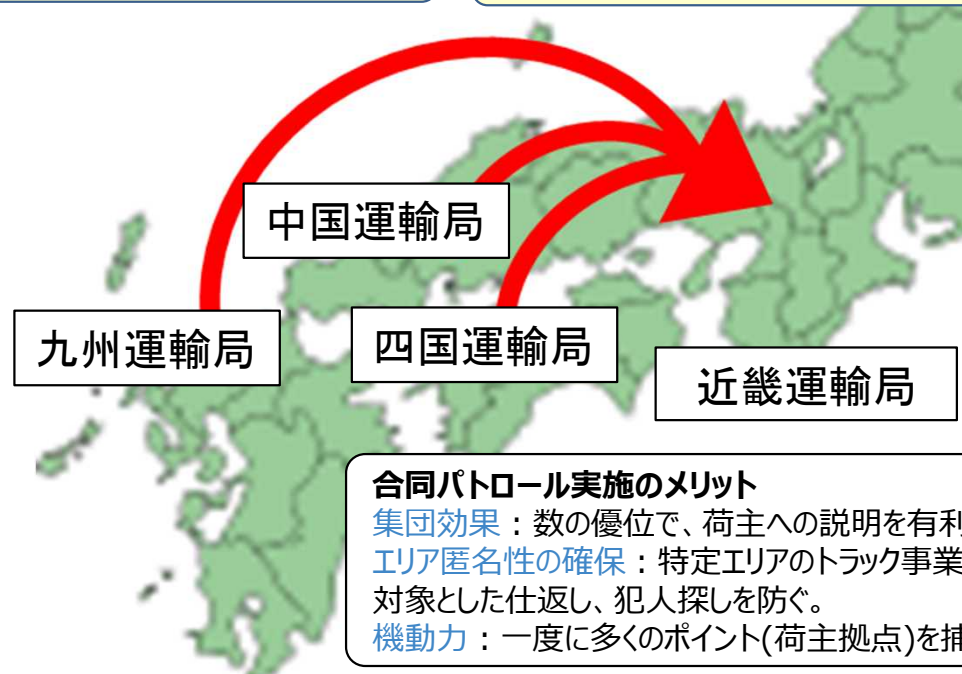 中国運輸局
九州運輸局
四国運輸局
近畿運輸局
合同パトロール実施のメリット
集団効果：数の優位で、荷主への説明を有利
エリア匿名性の確保：特定エリアのトラック事業
対象とした仕返し、犯人探しを防ぐ。
機動力：一度に多くのポイント(荷主拠点)を捕